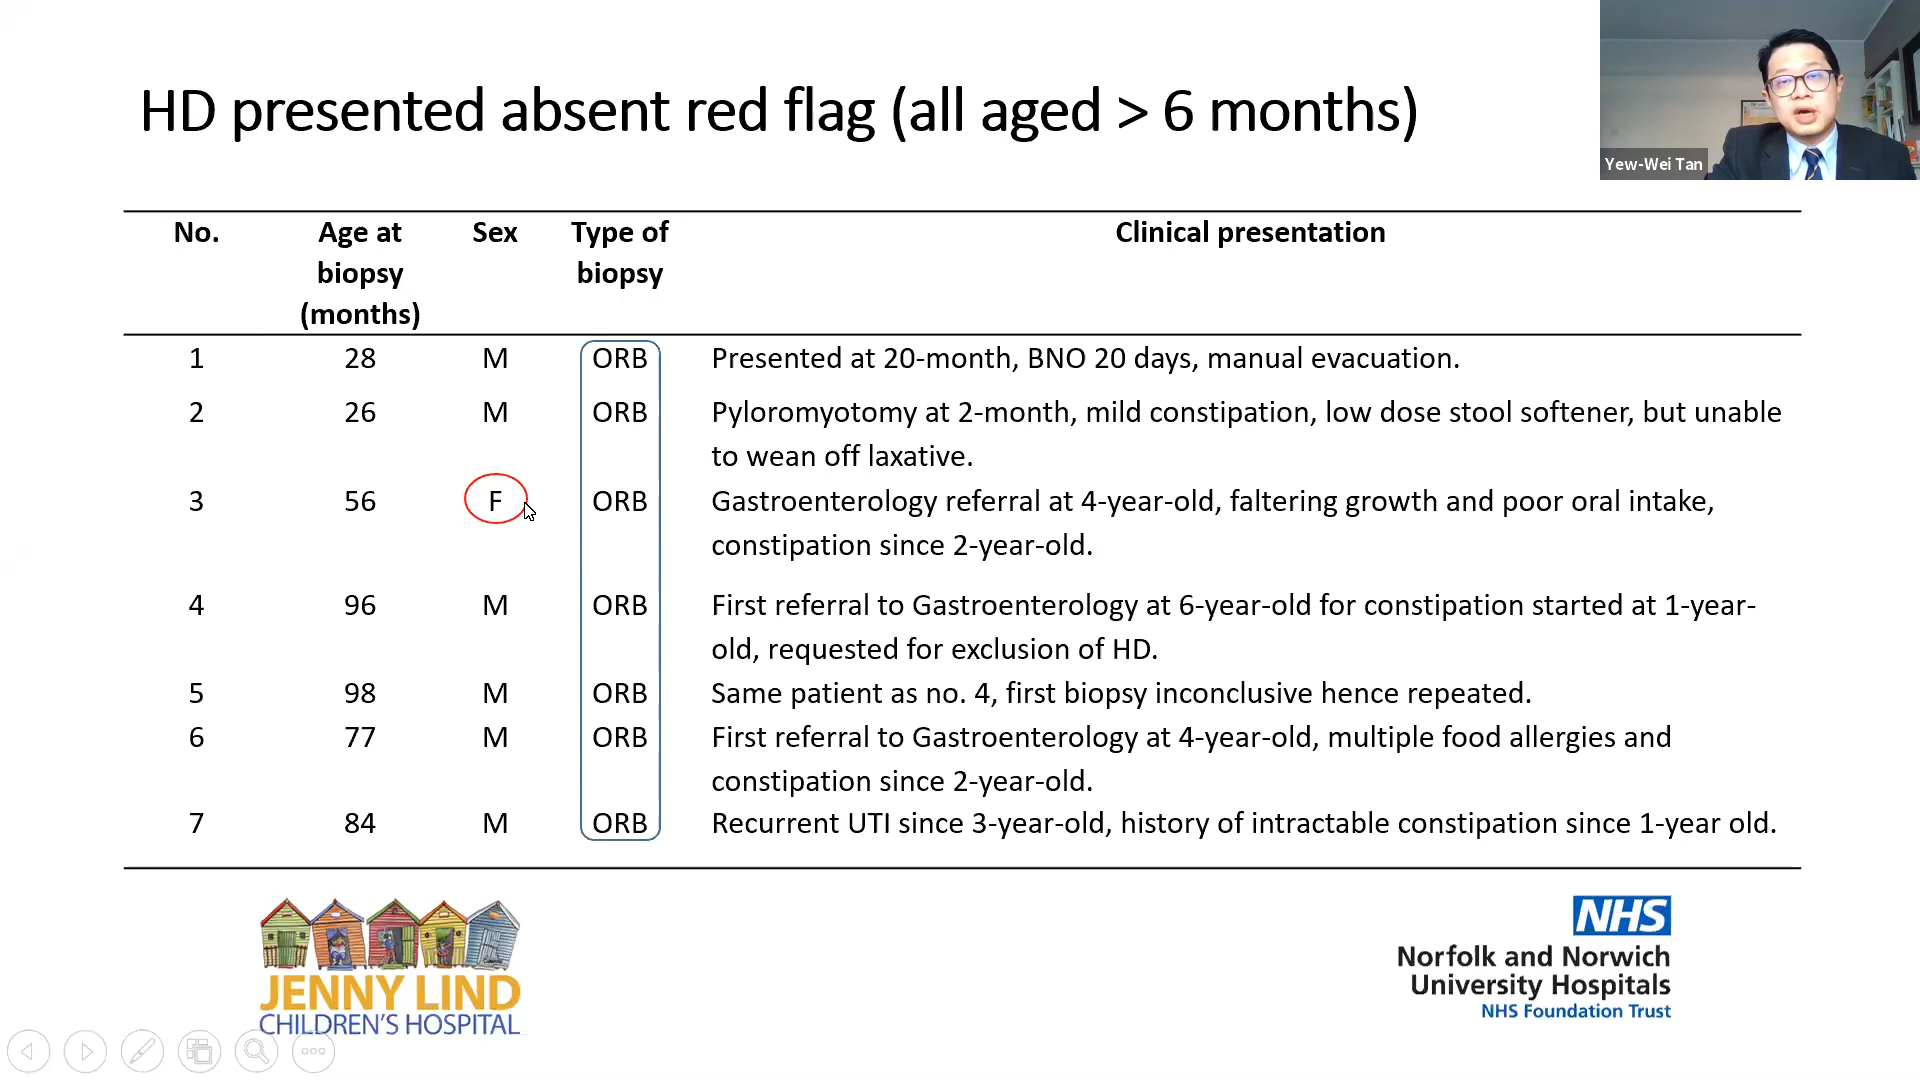 HD presented absent red flag (all aged > 6 months)
Yew-Wei Tan
No. Age at biopsy (months) Sex Type of biopsy Clinical presentation
1 28 M ORB Presented at 20-month, BNO 20 days, manual evacuation.
2 26 M ORB Pyloromyotomy at 2-month, mild constipation, low dose stool softener, but unable
to wean off laxative.
3 56 F ORB Gastroenterology referral at 4-year-old, faltering growth and poor oral intake,
constipation since 2-year-old.
4 96 M ORB First referral to Gastroenterology at 6-year-old for constipation started at 1-year-
old, requested for exclusion of HD.
5 98 M ORB Same patient as no. 4, first biopsy inconclusive hence repeated.
6 77 M ORB First referral to Gastroenterology at 4-year-old, multiple food allergies and
constipation since 2-year-old.
7 84 M ORB Recurrent UTI since 3-year-old, history of intractable constipation since 1-year old.
JENNY LIND
CHILDREN'S HOSPITAL
NHS
Norfolk and Norwich
University Hospitals
NHS Foundation Trust